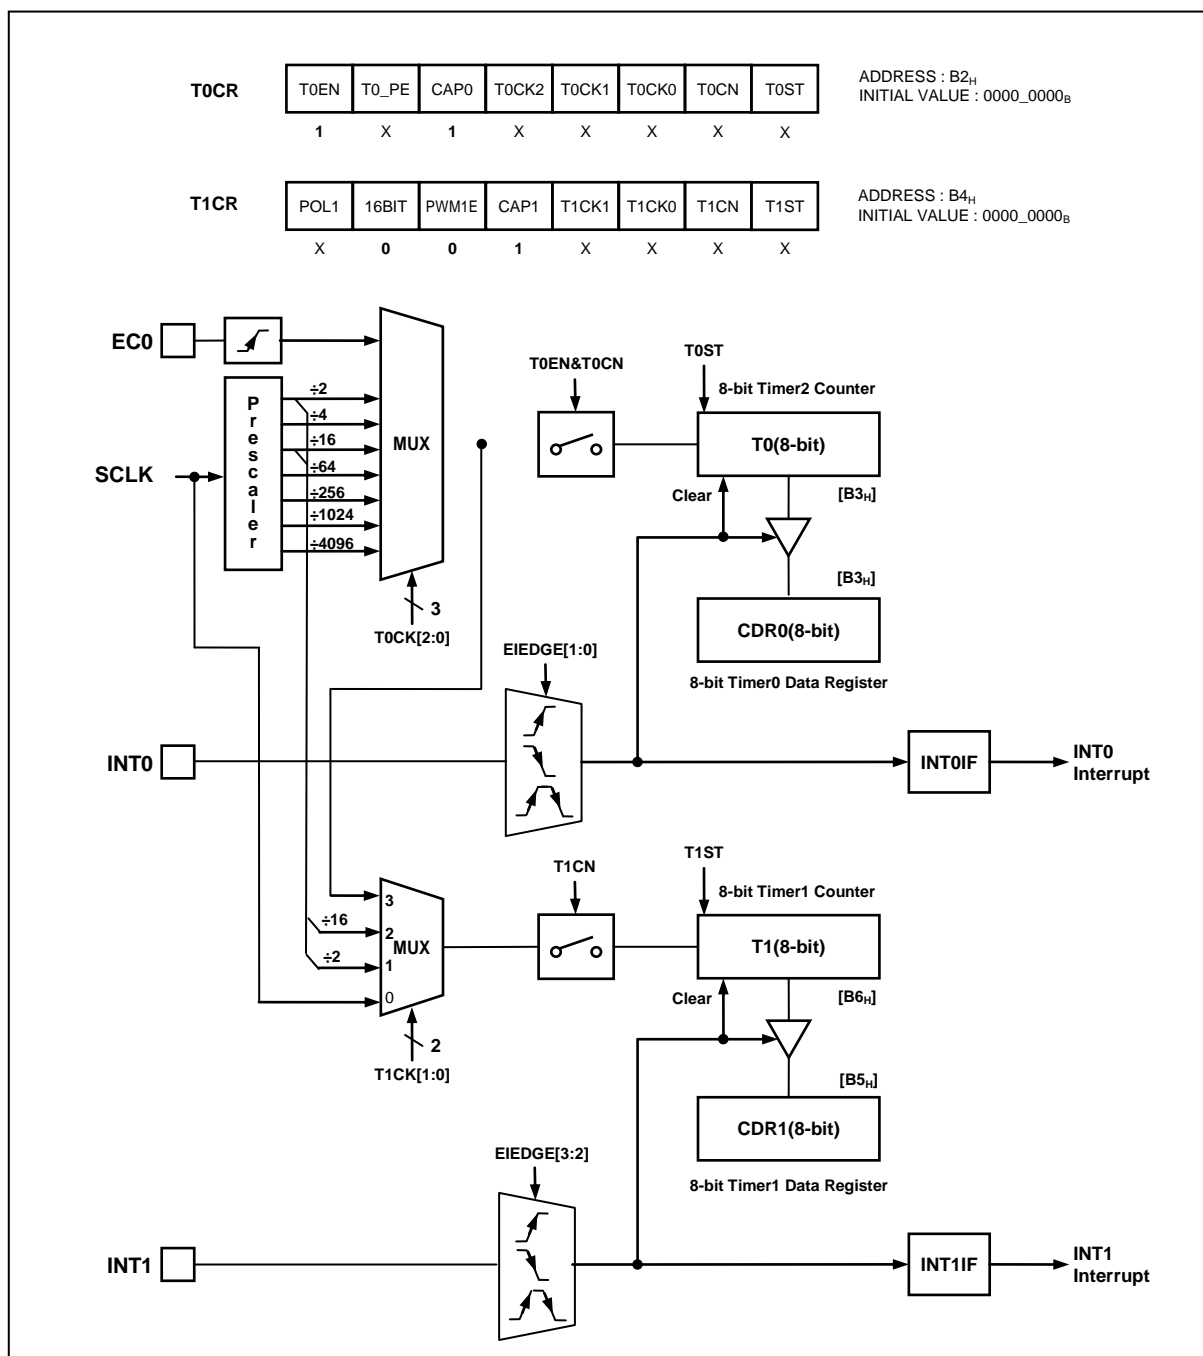 T0CR T0EN T0_PE CAP0 T0CK2 T0CK1 T0CK0 T0CN T0ST ADDRESS : B2H
INITIAL VALUE : 0000_0000B
1 X 1 X X X X X
T1CR POL1 16BIT PWM1E CAP1 T1CK1 T1CK0 T1CN T1ST ADDRESS : B4H
INITIAL VALUE : 0000_0000B
X 0 0 1 X X X X
EC0
Prescaler
÷2
÷4
÷16
÷64
÷256
÷1024
÷4096
MUX
SCLK
3
T0CK[2:0]
T0EN&T0CN
T0ST
8-bit Timer2 Counter
T0(8-bit)
Clear
[B3H]
[B3H]
CDR0(8-bit)
8-bit Timer0 Data Register
EIEDGE[1:0]
INT0
INT0IF
INT0
Interrupt
T1CN
T1ST
8-bit Timer1 Counter
3
÷16
2
MUX
÷2
1
0
T1(8-bit)
Clear
[B6H]
2
T1CK[1:0]
[B5H]
CDR1(8-bit)
8-bit Timer1 Data Register
EIEDGE[3:2]
INT1
INT1IF
INT1
Interrupt